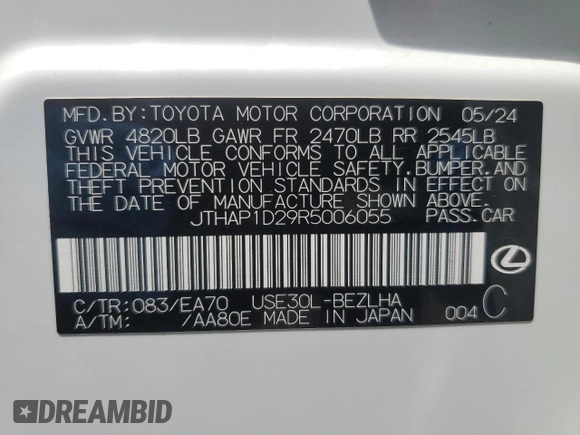 MFD.BY:TOYOTA MOTOR CORPORATION 05/24
GVWR 4820LB GAWR FR 2470LB RR 2545LB
THIS VEHICLE CONFORMS TO ALL APPLICABLE
FEDERAL MOTOR VEHICLE SAFETY,BUMPER,AND
THEFT PREVENTION STANDARDS IN EFFECT ON
THE DATE OF MANUFACTURE SHOWN ABOVE.
JTHAP1D29R5006055 PASS.CAR
C/TR:083/EA70 USE30L-BEZLHA
A/TM: /AA80E MADE IN JAPAN 004 C
DREAMBID